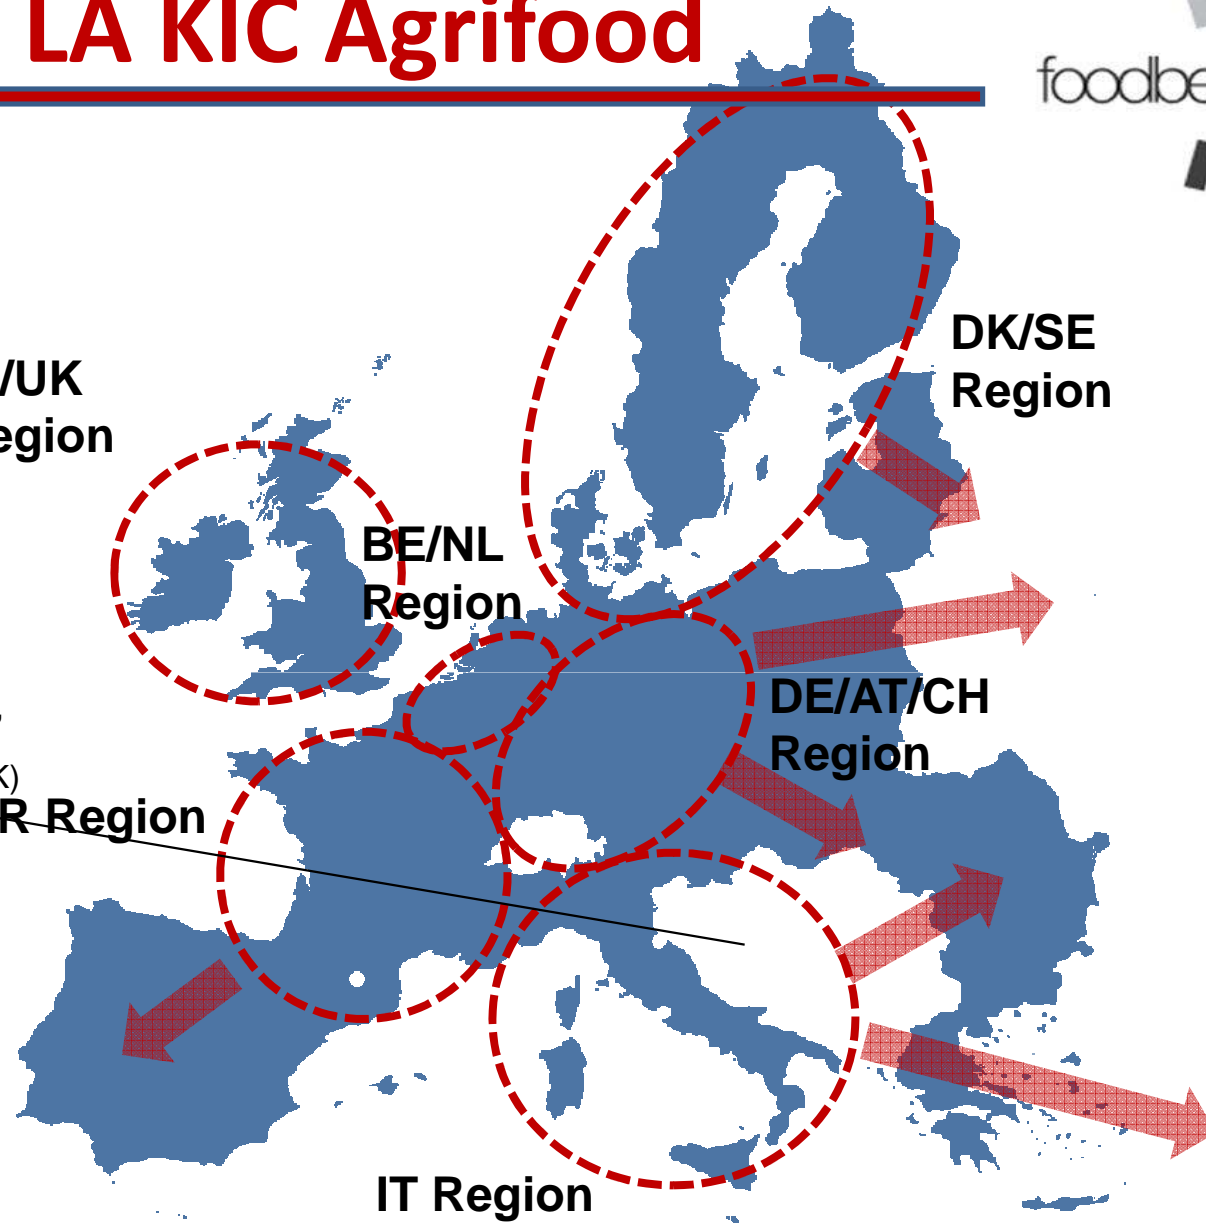 LA KIC Agrifood
foodbe
DK/SE
Region
/UK
egion
BE/NL
Region
DE/AT/CH
Region
K)
R Region
IT Region